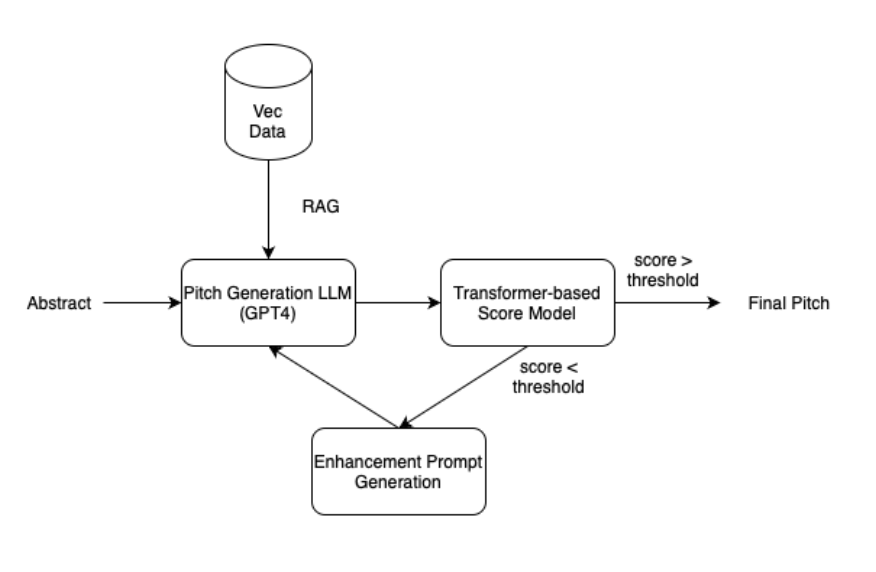 Vec
Data
RAG
Abstract
Pitch Generation LLM
(GPT4)
Transformer-based
Score Model
score >
threshold
Final Pitch
score <
threshold
Enhancement Prompt
Generation